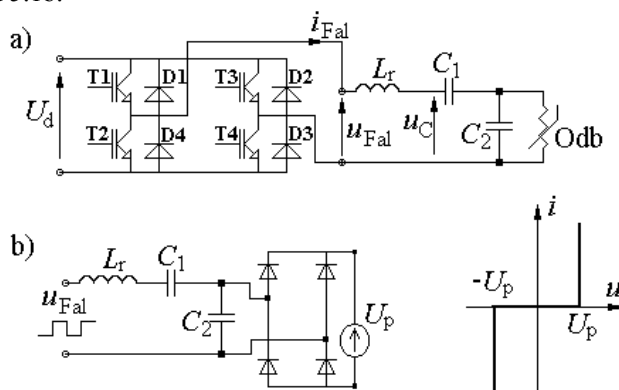 a)
i_Fal
T1 D1 T3 D2
L_r C_1
U_d
T2 D4 T4 D3
u_Fal u_C C_2 Odb
b)
L_r C_1
u_Fal
C_2 U_p
i
-U_p
U_p u